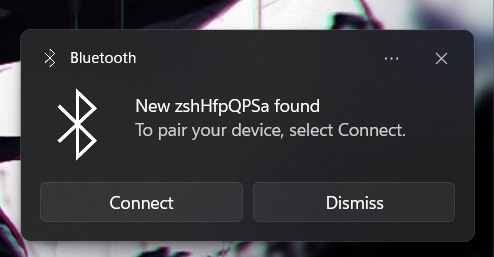 Bluetooth
New zshHfpQPSa found
To pair your device, select Connect.
Connect
Dismiss